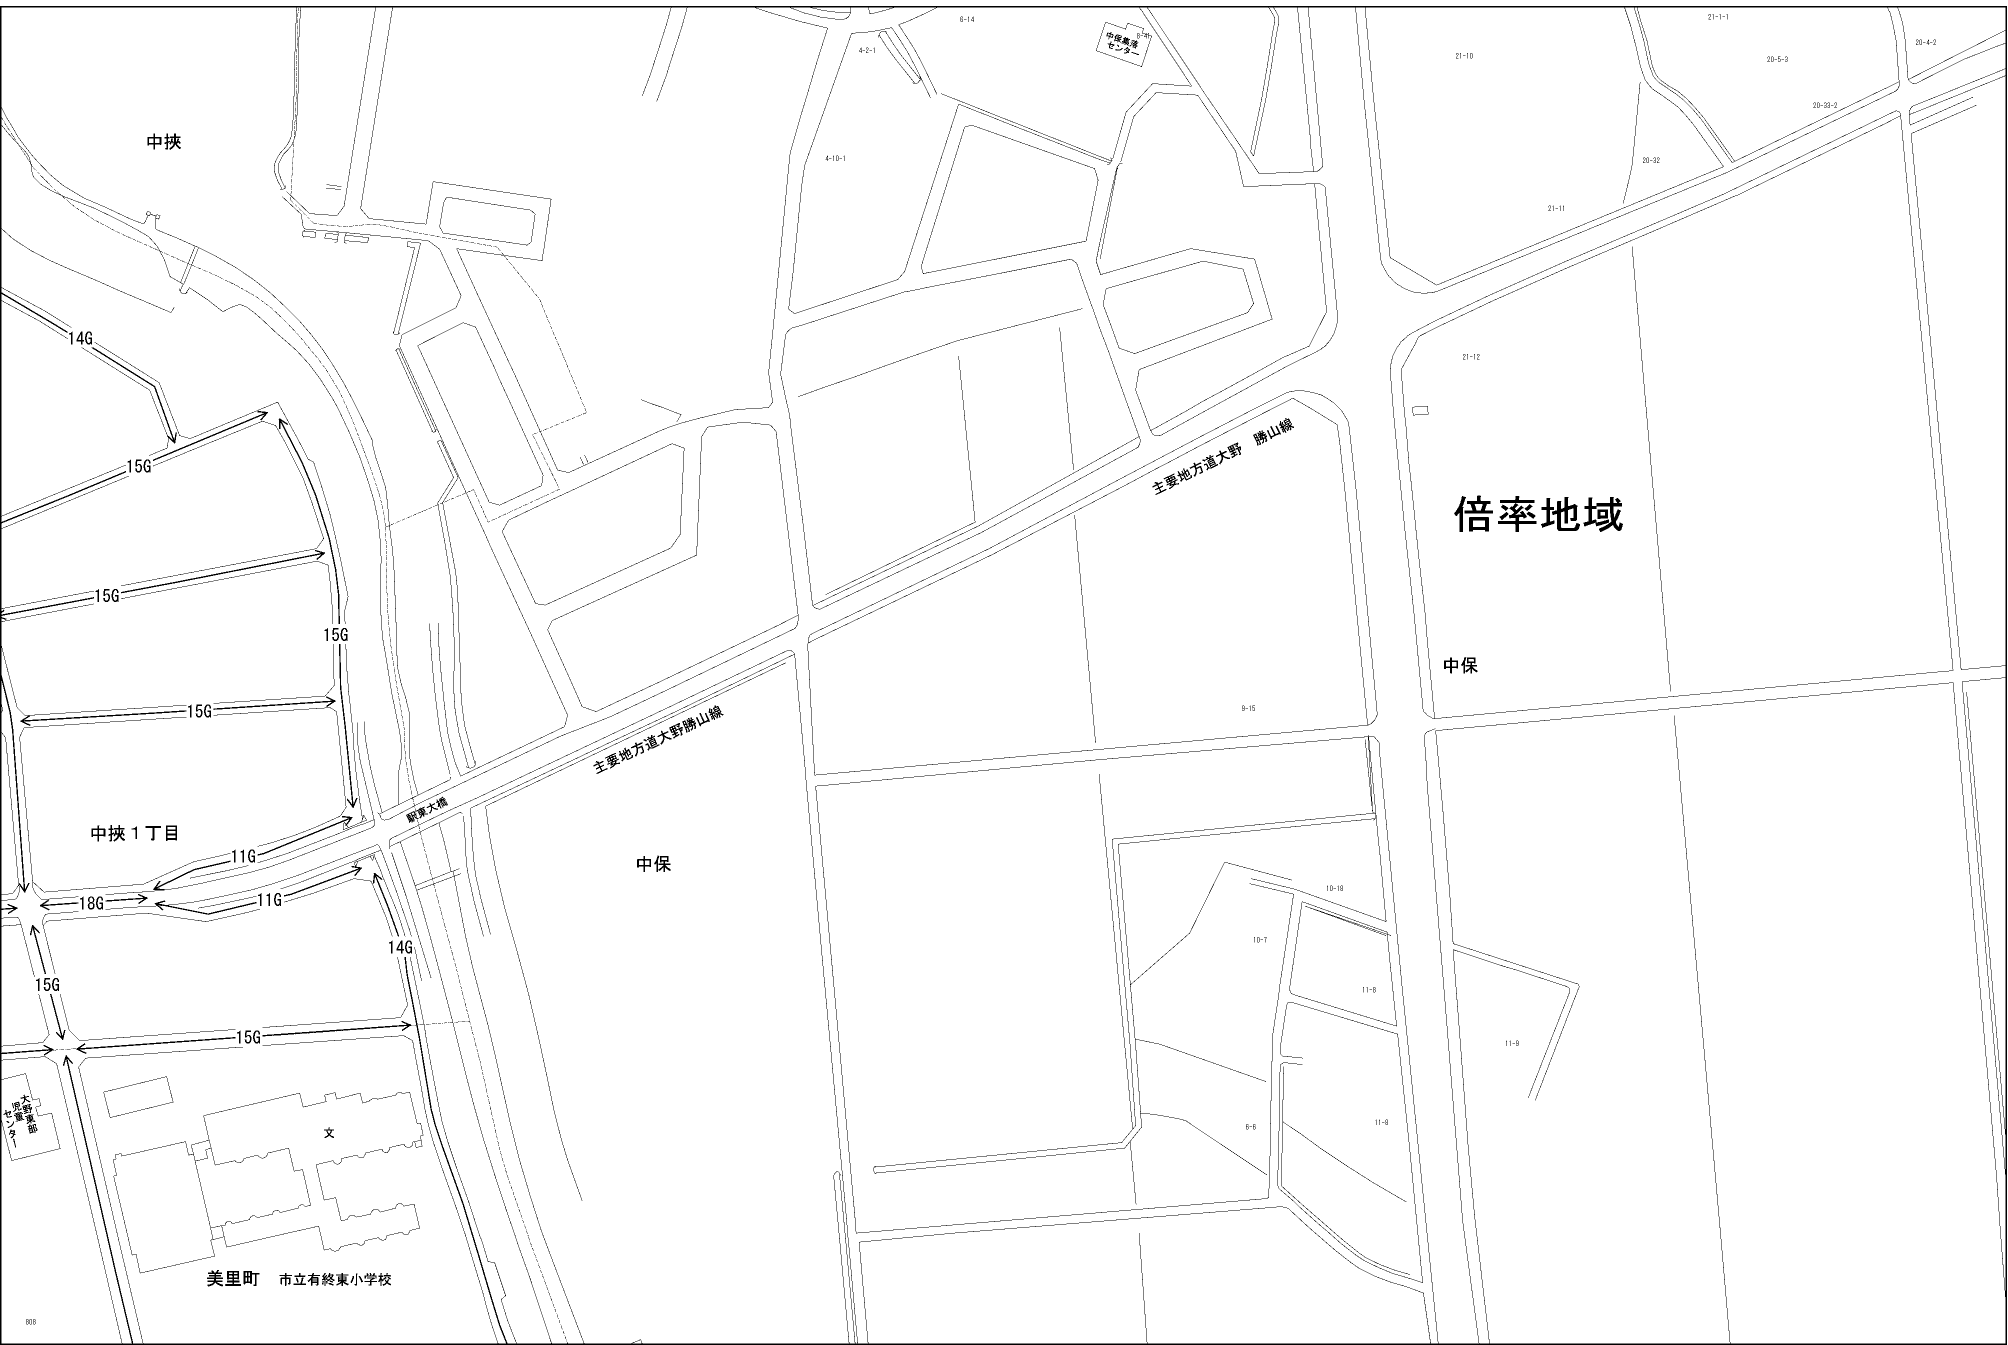 6-14
21-1-1
中保集落
センター
8-41
4-2-1
20-4-2
21-10
20-5-3
20-33-2
中挾
4-10-1
20-32
21-11
14G
21-12
主要地方道大野　勝山線
15G
倍率地域
15G
15G
中保
15G
9-15
主要地方道大野勝山線
駅東大橋
中挾１丁目
11G
中保
10-18
11G
18G
10-7
14G
15G
11-8
15G
11-9
大野東部
児童
センター
文
6-6
11-8
美里町　市立有終東小学校
808